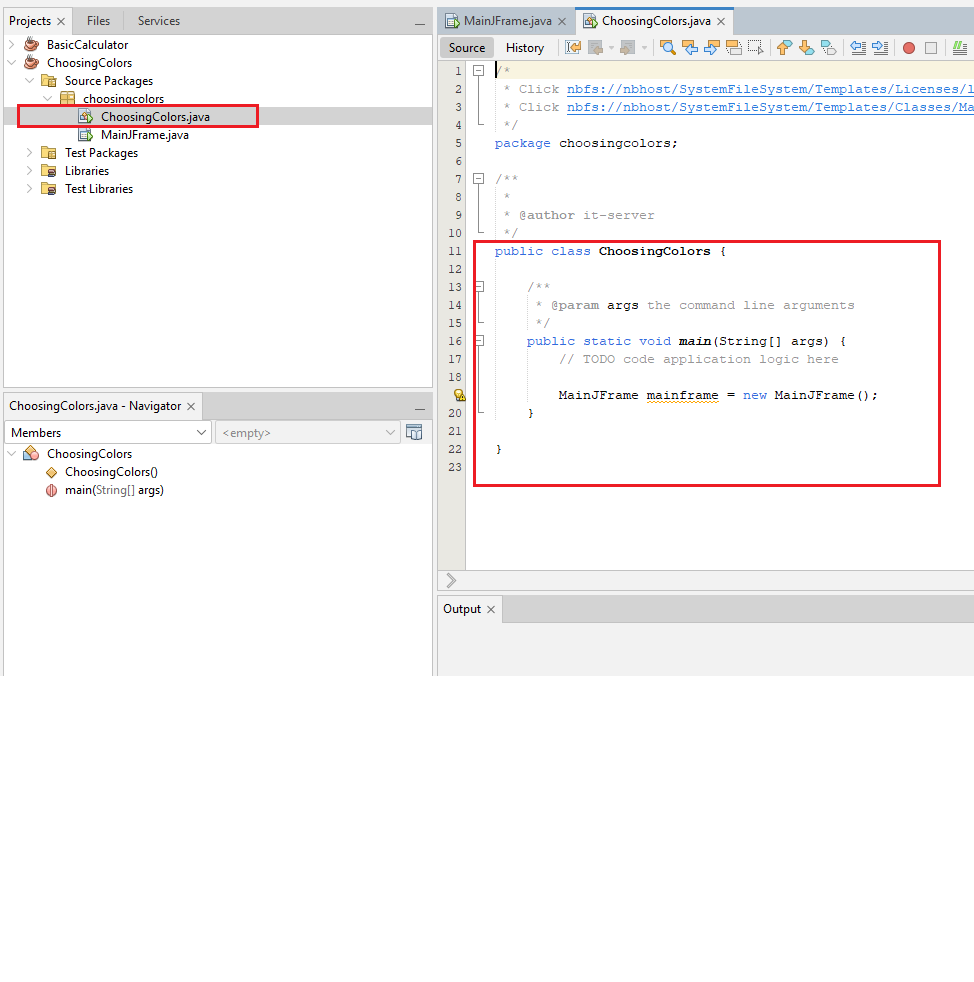 Projects Files Services
BasicCalculator
ChoosingColors
Source Packages
choosingcolors
ChoosingColors.java
MainJFrame.java
Test Packages
Libraries
Test Libraries
ChoosingColors.java - Navigator
Members <empty>
ChoosingColors
ChoosingColors()
main(String[] args)
MainJFrame.java ChoosingColors.java
Source History
1 /*
2 * Click nbfs://nbhost/SystemFileSystem/Templates/Licenses/l
3 * Click nbfs://nbhost/SystemFileSystem/Templates/Classes/Ma
4 */
5 package choosingcolors;
6
7 /**
8 *
9 * @author it-server
10 */
11 public class ChoosingColors {
12
13 /**
14 * @param args the command line arguments
15 */
16 public static void main(String[] args) {
17 // TODO code application logic here
18
MainJFrame mainframe = new MainJFrame();
20 }
21
22 }
23
Output